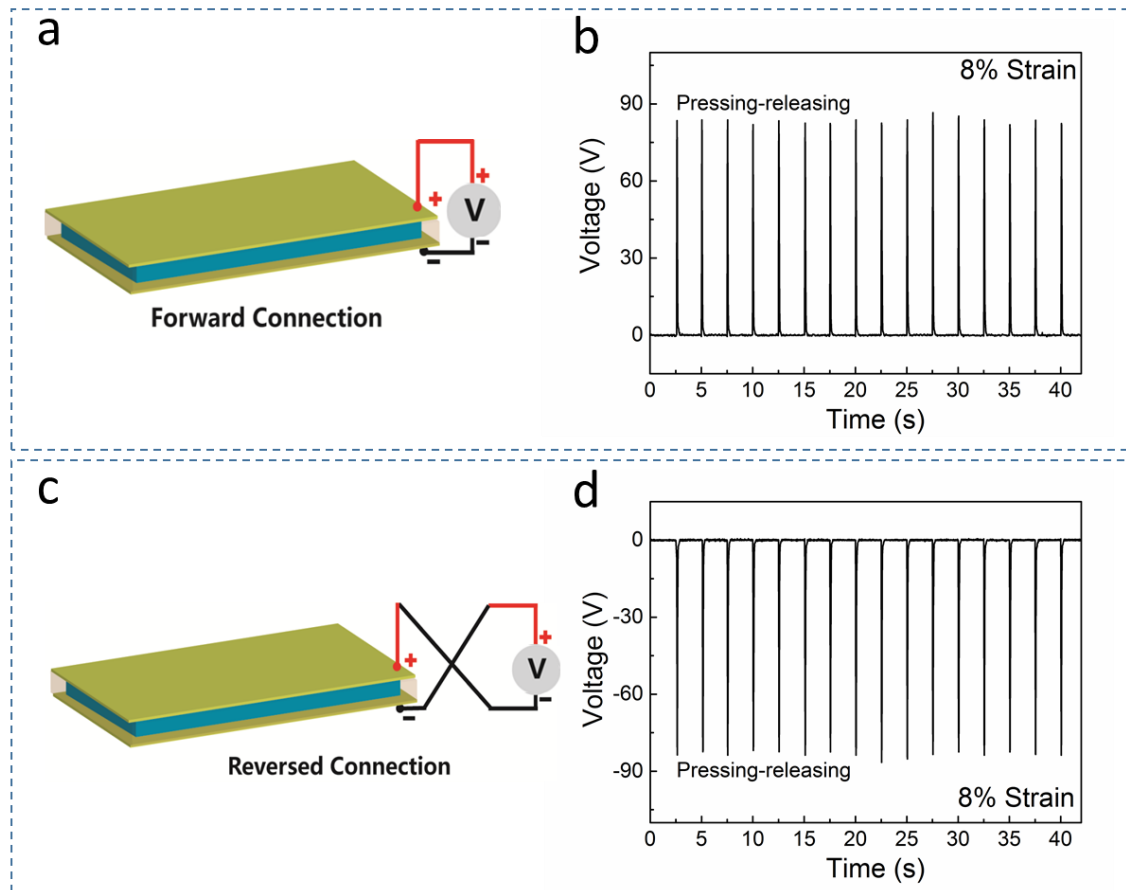 a
+
+
V
-
-
Forward Connection
b
8% Strain
Pressing-releasing
Voltage (V)
90
60
30
0
0 5 10 15 20 25 30 35 40
Time (s)
c
+
+
V
-
-
Reversed Connection
d
Voltage (V)
0
-30
-60
-90
Pressing-releasing
8% Strain
0 5 10 15 20 25 30 35 40
Time (s)